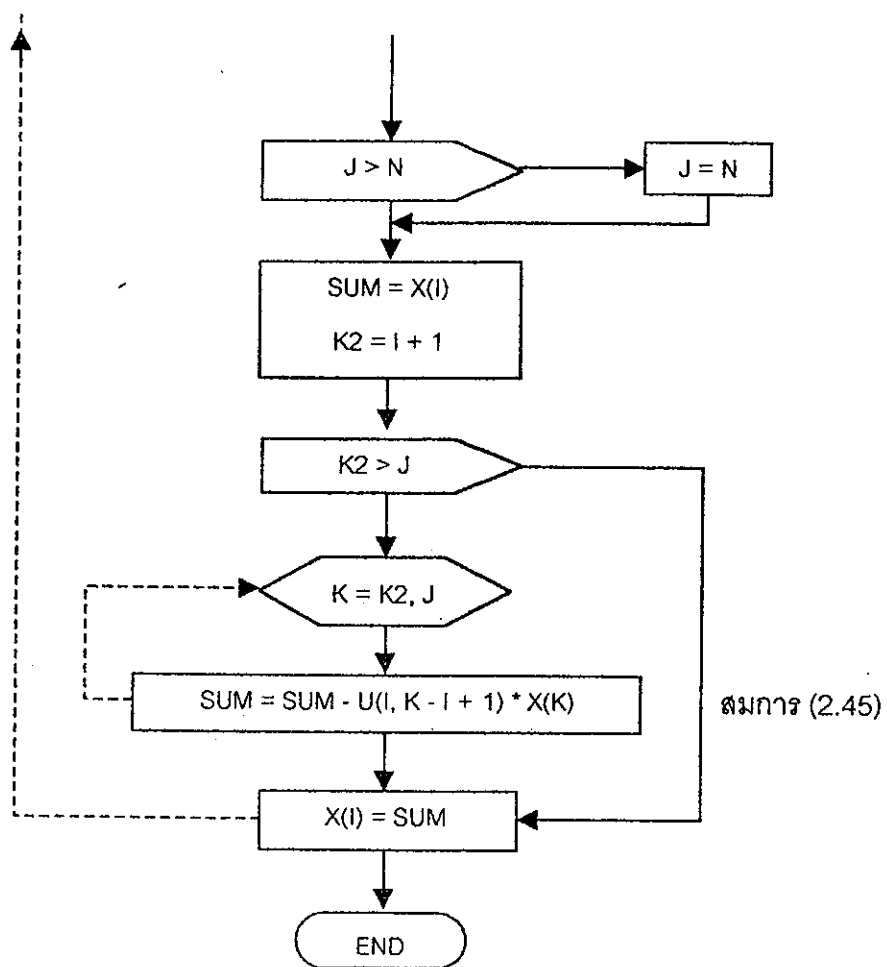 J > N
J = N
SUM = X(I)
K2 = I + 1
K2 > J
K = K2, J
SUM = SUM - U(I, K - I + 1) * X(K)
สมการ (2.45)
X(I) = SUM
END